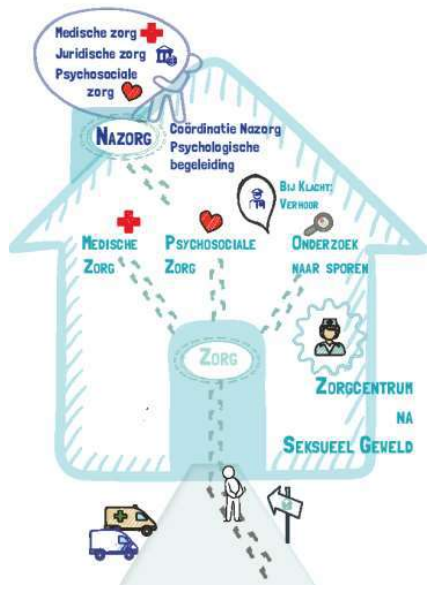 Medische zorg
Juridische zorg
Psychosociale
zorg
NAZORG
Coördinatie Nazorg
Psychologische
begeleiding
BIJ KLACHT:
VERHOOR
MEDISCHE
ZORG
PSYCHOSOCIALE
ZORG
ONDERZOEK
NAAR SPOREN
ZORG
ZORGCENTRUM
NA
SEKSUEEL GEWELD